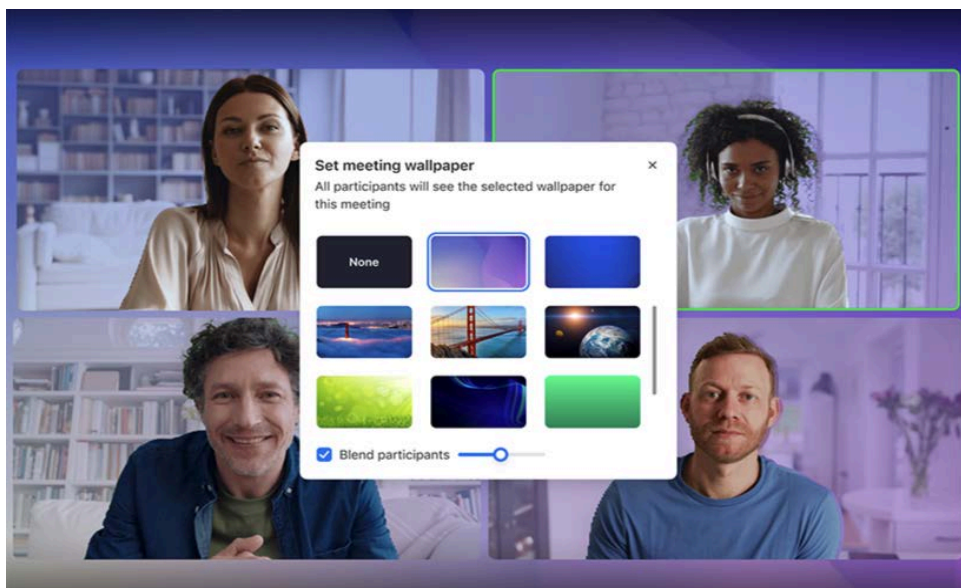 Set meeting wallpaper
All participants will see the selected wallpaper for
this meeting
None
Blend participants